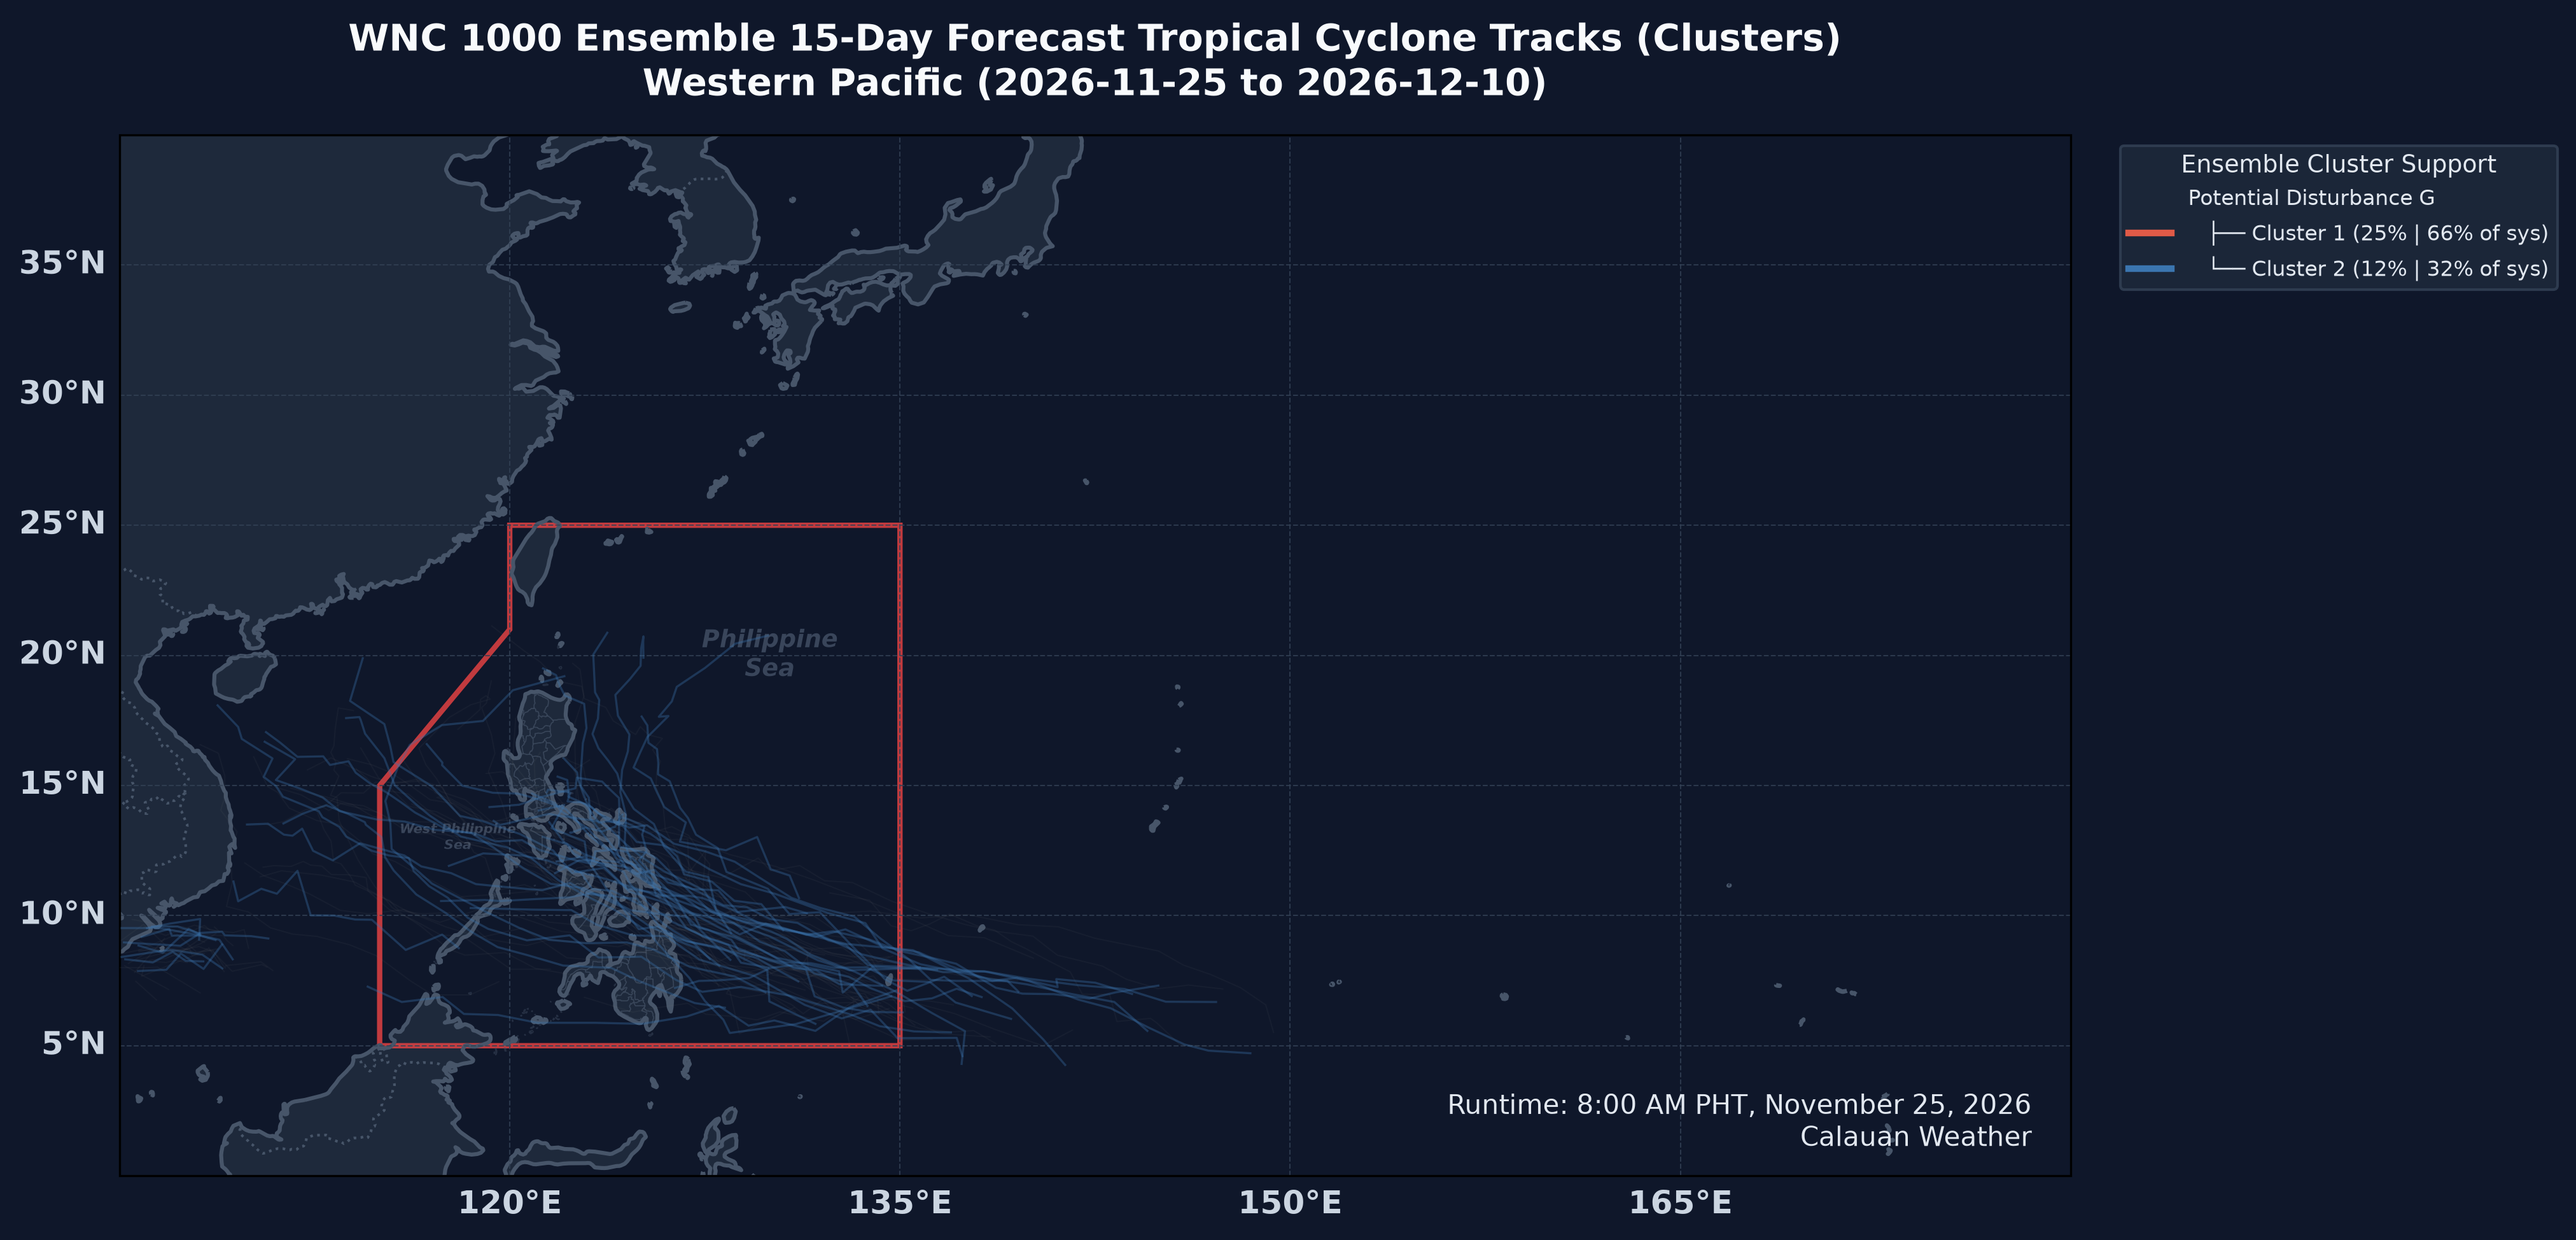 WNC 1000 Ensemble 15-Day Forecast Tropical Cyclone Tracks (Clusters)
Western Pacific (2026-11-25 to 2026-12-10)
Ensemble Cluster Support
Potential Disturbance G
Cluster 1 (25% | 66% of sys)
Cluster 2 (12% | 32% of sys)
35°N
30°N
25°N
20°N
15°N
10°N
5°N
Philippine
Sea
West Philippine
Sea
Runtime: 8:00 AM PHT, November 25, 2026
Calauan Weather
120°E
135°E
150°E
165°E